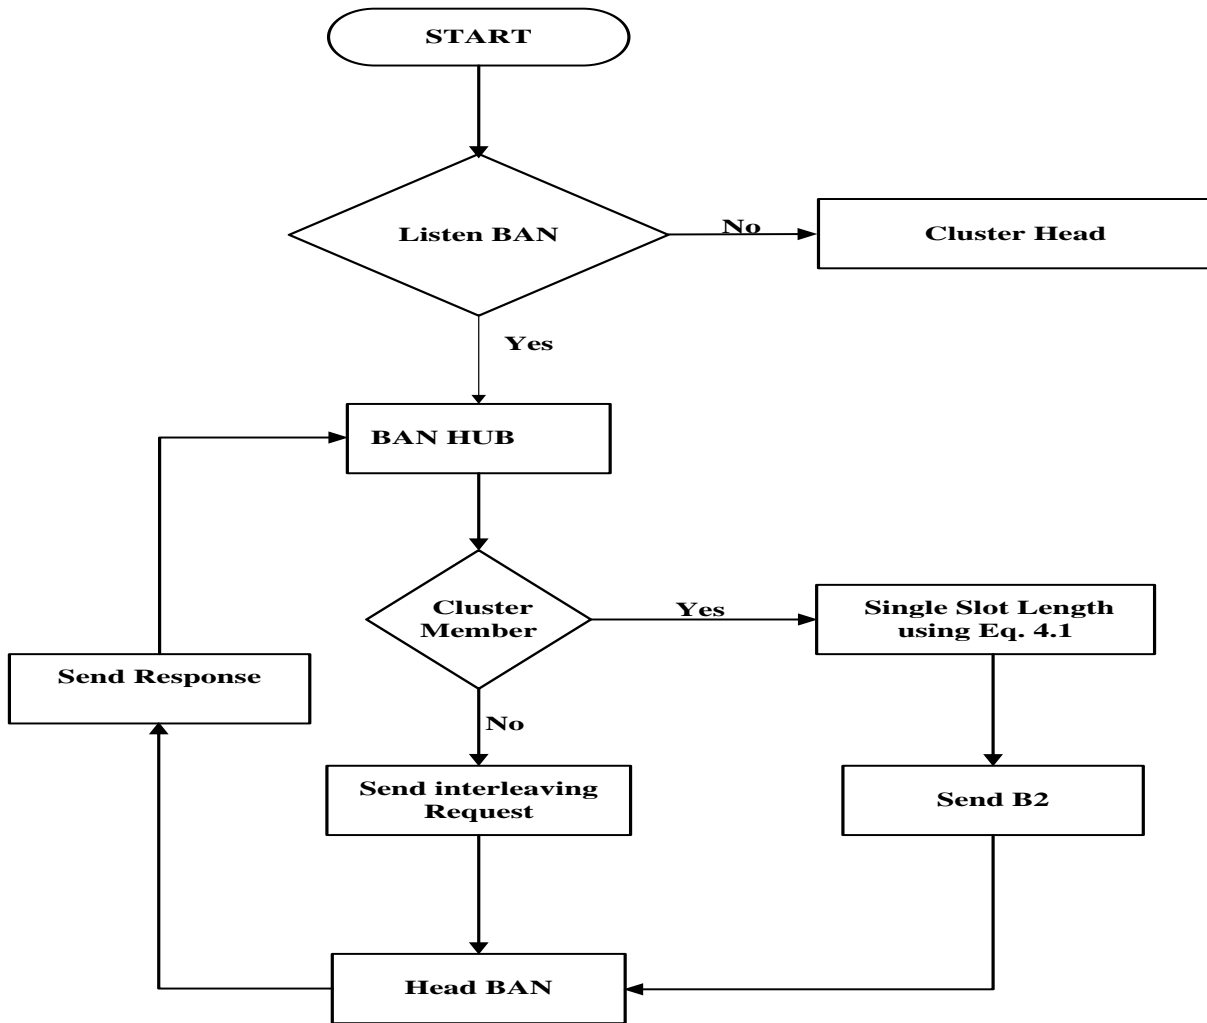 START
Listen BAN
No
Cluster Head
Yes
BAN HUB
Cluster
Member
Yes
Single Slot Length
using Eq. 4.1
Send Response
No
Send interleaving
Request
Send B2
Head BAN